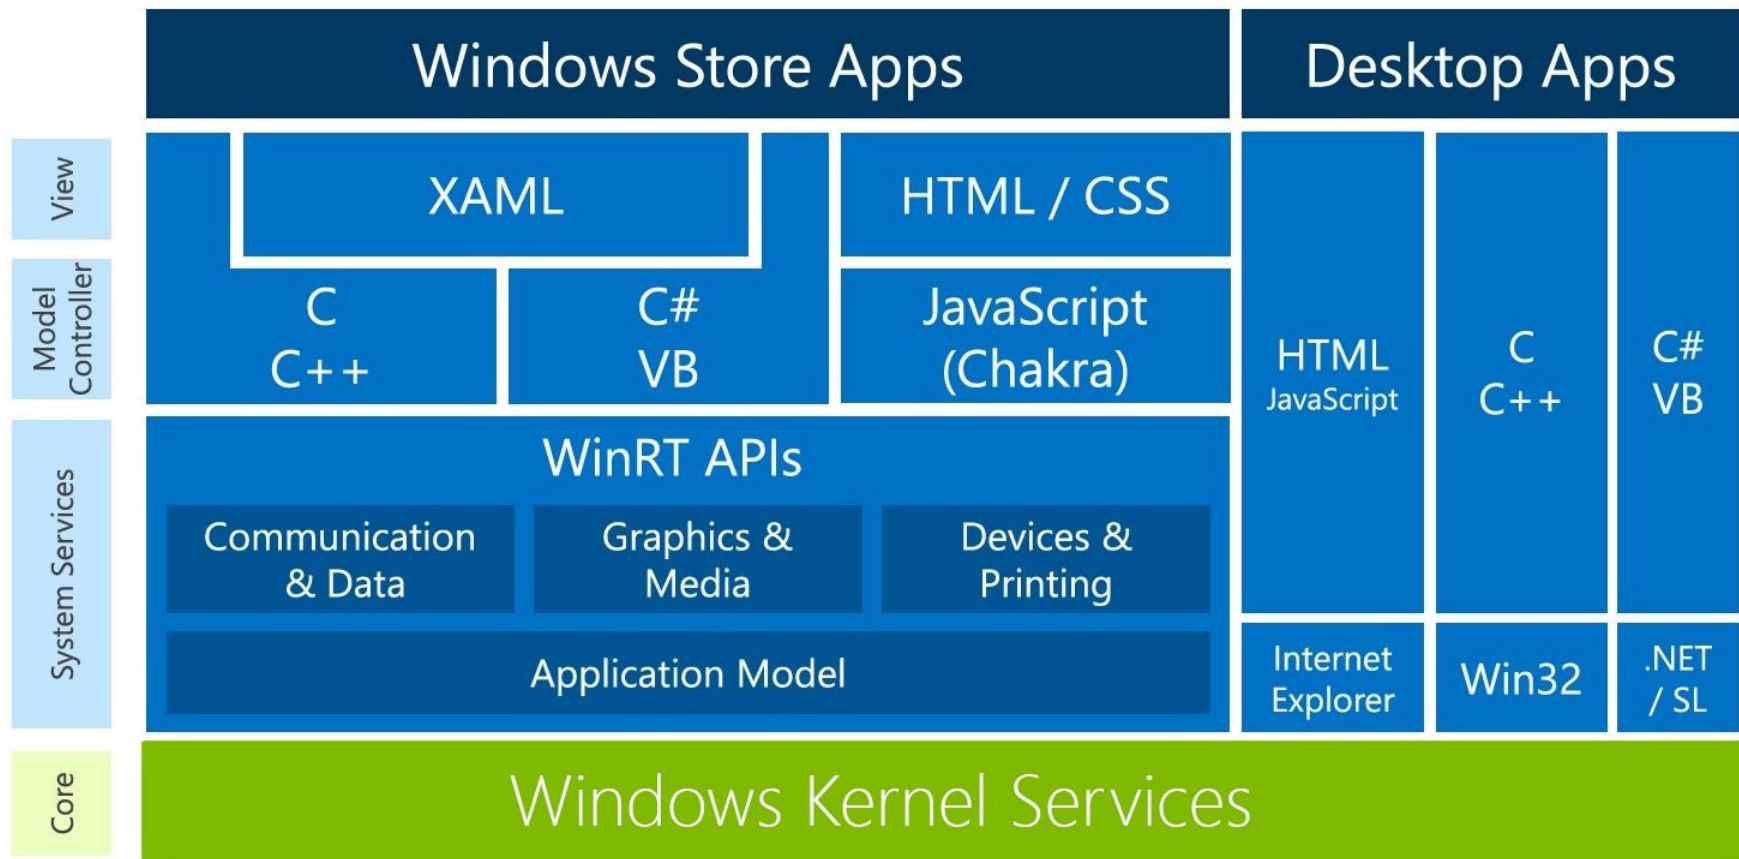 Windows Store Apps
Desktop Apps
View
XAML
HTML / CSS
Model
Controller
C
C++
C#
VB
JavaScript
(Chakra)
HTML
JavaScript
C
C++
C#
VB
System Services
WinRT APIs
Communication
& Data
Graphics &
Media
Devices &
Printing
Application Model
Internet
Explorer
Win32
.NET
/ SL
Core
Windows Kernel Services